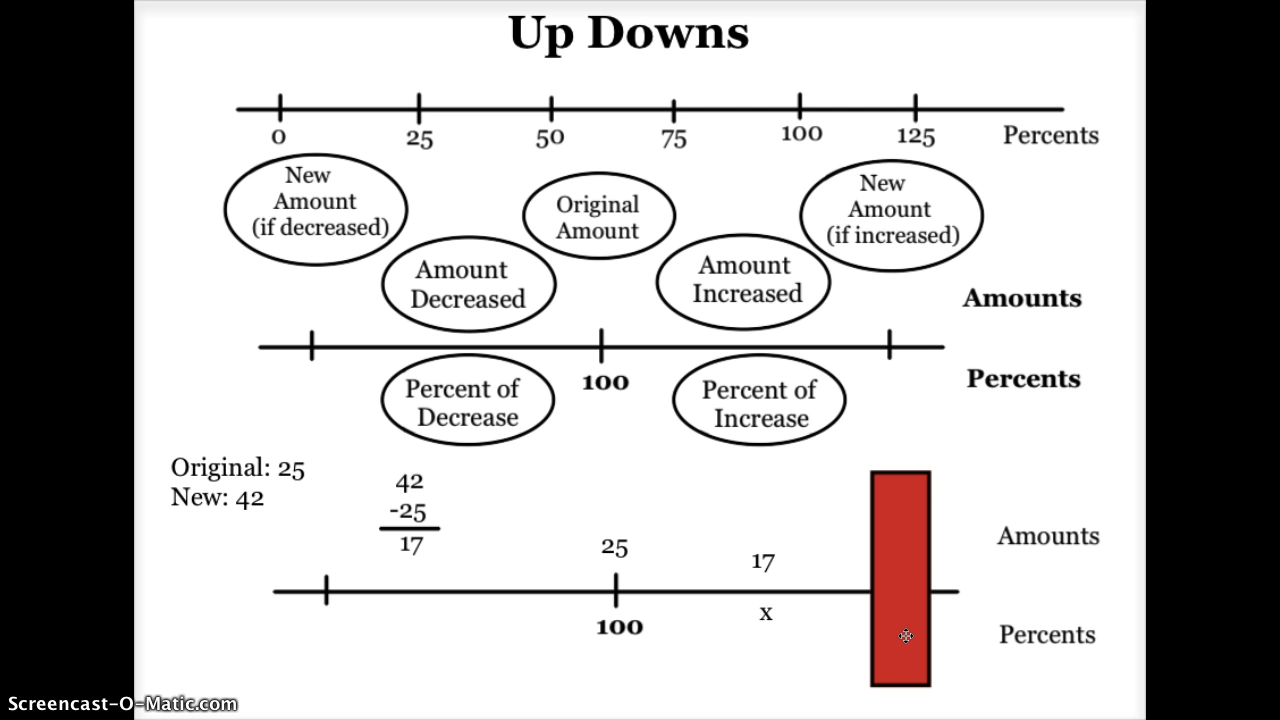 Up Downs
0 25 50 75 100 125 Percents
New
Amount
(if decreased)
Original
Amount
New
Amount
(if increased)
Amount
Decreased
Amount
Increased
Amounts
100
Percents
Percent of
Decrease
Percent of
Increase
Original: 25
New: 42
42
-25
17
25
17
Amounts
100
x
Percents
Screencast-O-Matic.com